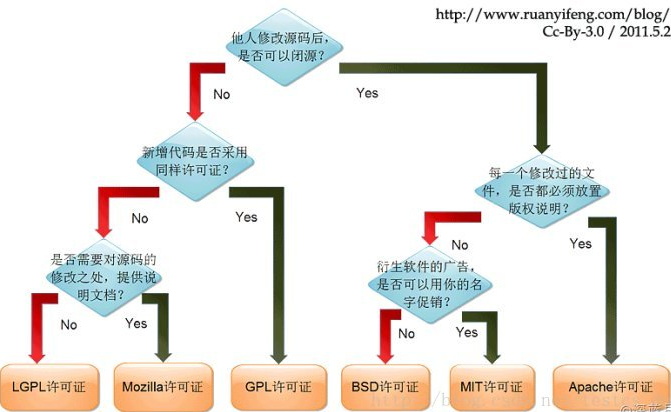 http://www.ruanyifeng.com/blog/
Cc-By-3.0 / 2011.5.2
他人修改源码后，
是否可以闭源？
No
Yes
新增代码是否采用
同样许可证？
每一个修改过的文
件，是否都必须放置
版权说明？
No
Yes
No
Yes
是否需要对源码的
修改之处，提供说
明文档？
衍生软件的广告，
是否可以用你的名
字促销？
No
Yes
No
Yes
LGPL许可证
Mozilla许可证
GPL许可证
BSD许可证
MIT许可证
Apache许可证